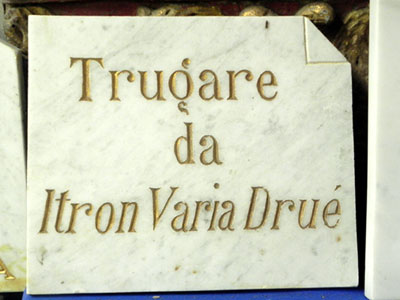 Trugare
da
Itron Varia Drué